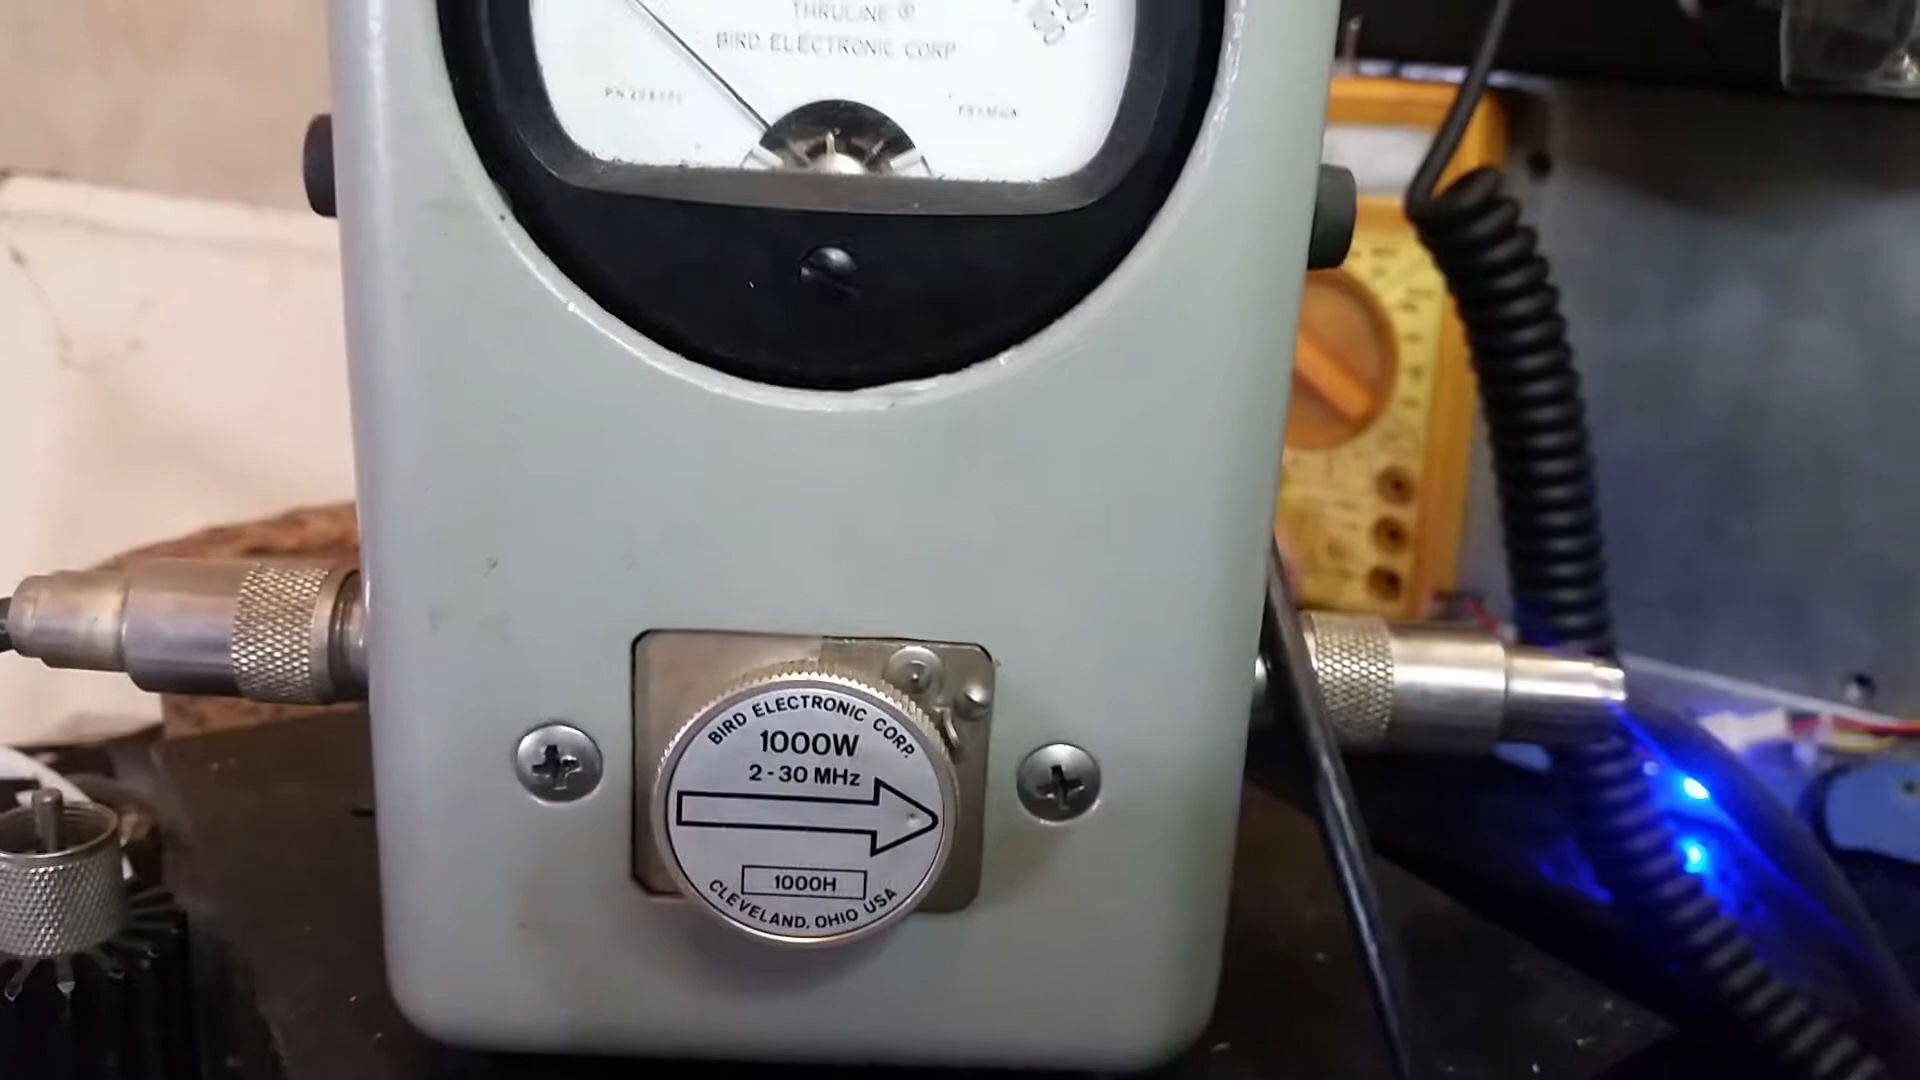 THRULINE ®
BIRD ELECTRONIC CORP
BIRD ELECTRONIC CORP.
1000W
2-30 MHz
1000H
CLEVELAND, OHIO USA